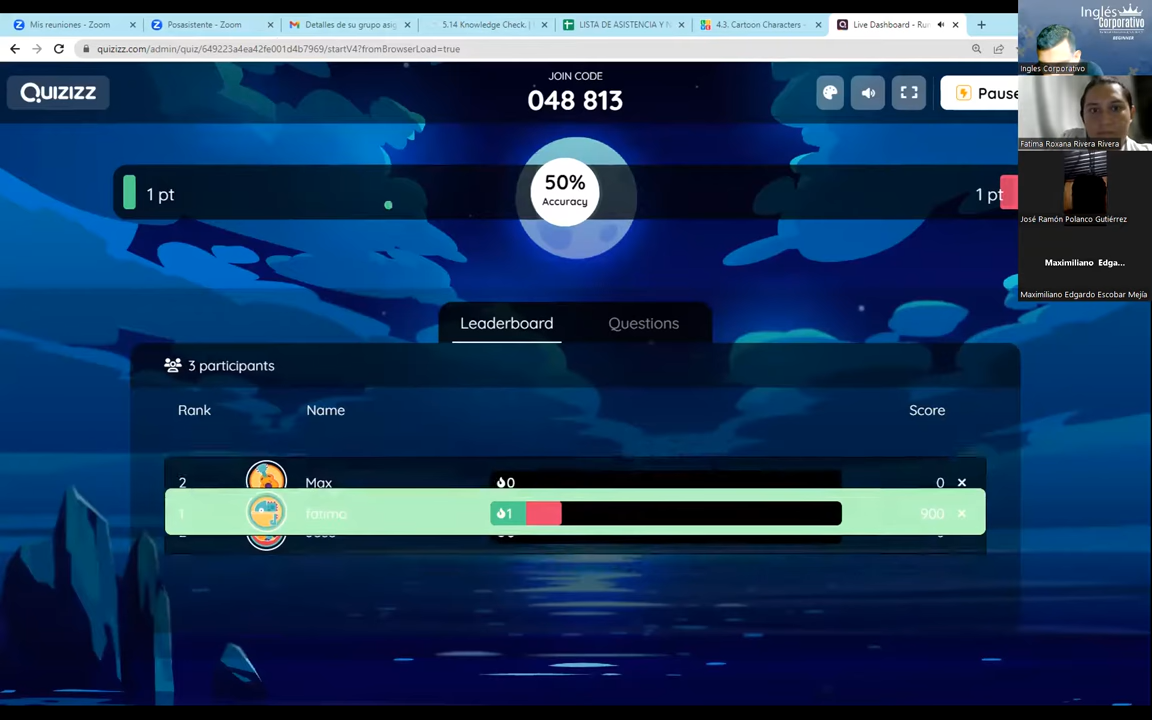 Mis reuniones - Zoom
Posasistente - Zoom
Detalles de su grupo asig
5.14 Knowledge Check.
LISTA DE ASISTENCIA Y
4.3. Cartoon Characters -
Live Dashboard - Run
quizizz.com/admin/quiz/649223a4ea42fe001d4b7969/startV4?fromBrowserLoad=true
Inglés
Corporativo
BEGINNER
Ingles Corporativo
QUIZIZZ
JOIN CODE
048 813
Pause
Fatima Roxana Rivera Rivera
1 pt
50%
Accuracy
1 pt
José Ramón Polanco Gutiérrez
Maximiliano Edga...
Maximiliano Edgardo Escobar Mejía
Leaderboard
Questions
3 participants
Rank
Name
Score
2
Max
0
0
1
fatima
1
900